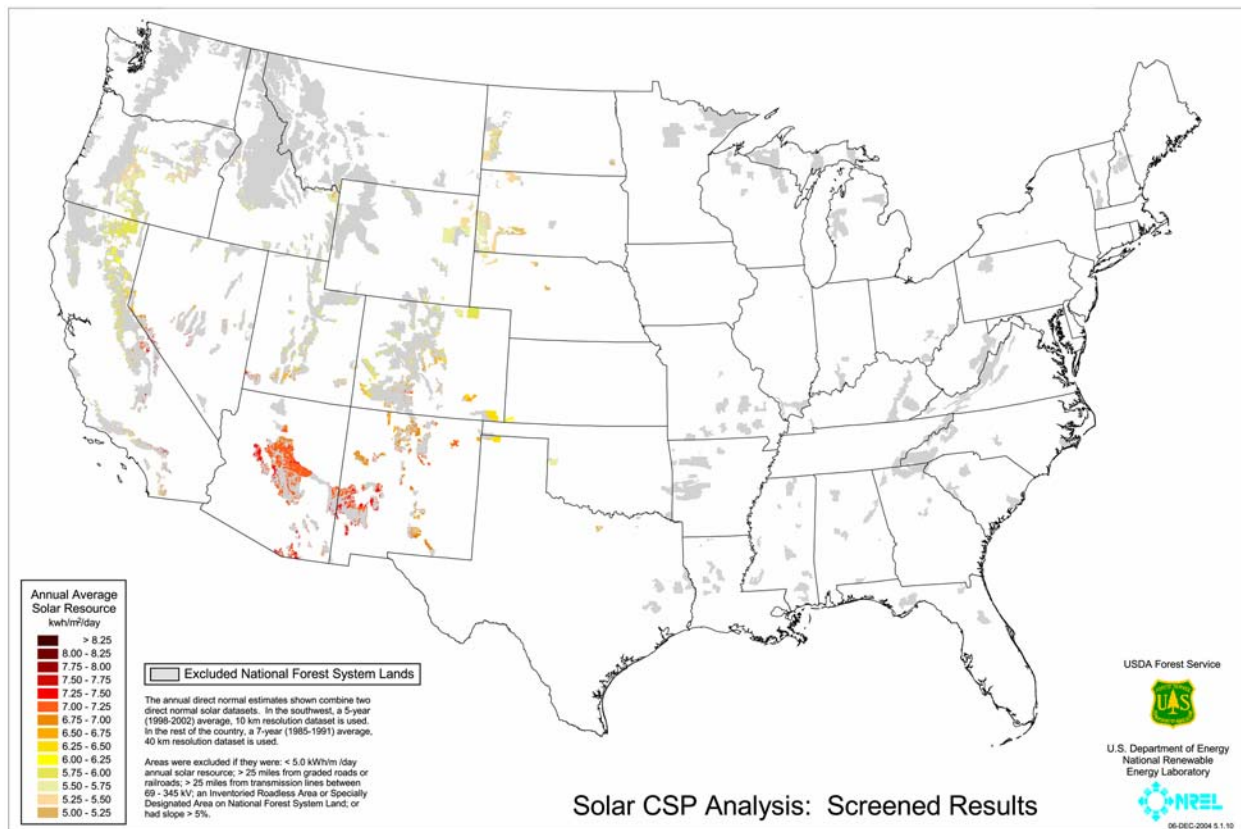 Annual Average
Solar Resource
kwh/m²/day
> 8.25
8.00 - 8.25
7.75 - 8.00
7.50 - 7.75
7.25 - 7.50
7.00 - 7.25
6.75 - 7.00
6.50 - 6.75
6.25 - 6.50
6.00 - 6.25
5.75 - 6.00
5.50 - 5.75
5.25 - 5.50
5.00 - 5.25
Excluded National Forest System Lands
The annual direct normal estimates shown combine two
direct normal solar datasets. In the southwest, a 5-year
(1998-2002) average, 10 km resolution dataset is used.
In the rest of the country, a 7-year (1985-1991) average,
40 km resolution dataset is used.
Areas were excluded if they were: < 5.0 kWh/m /day
annual solar resource; > 25 miles from graded roads or
railroads; > 25 miles from transmission lines between
69 - 345 kV; an Inventoried Roadless Area or Specially
Designated Area on National Forest System Land; or
had slope > 5%.
Solar CSP Analysis: Screened Results
USDA Forest Service
FOREST SERVICE
U S
DEPARTMENT OF AGRICULTURE
U.S. Department of Energy
National Renewable
Energy Laboratory
NREL
06-DEC-2004 5.1.10